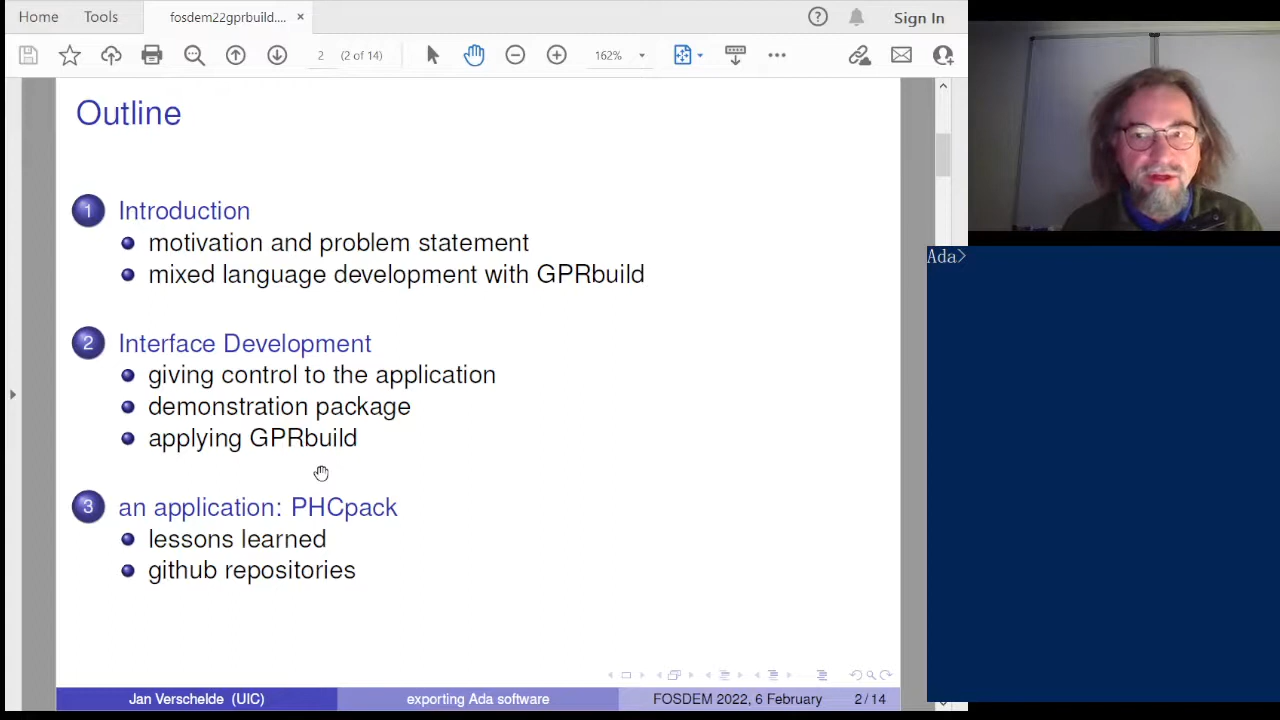 Home Tools fosdem22gprbuild.... × Sign In
2 (2 of 14) 162%
Outline
1 Introduction
motivation and problem statement
mixed language development with GPRbuild
2 Interface Development
giving control to the application
demonstration package
applying GPRbuild
3 an application: PHCpack
lessons learned
github repositories
Jan Verschelde (UIC) exporting Ada software FOSDEM 2022, 6 February 2 / 14
Ada>